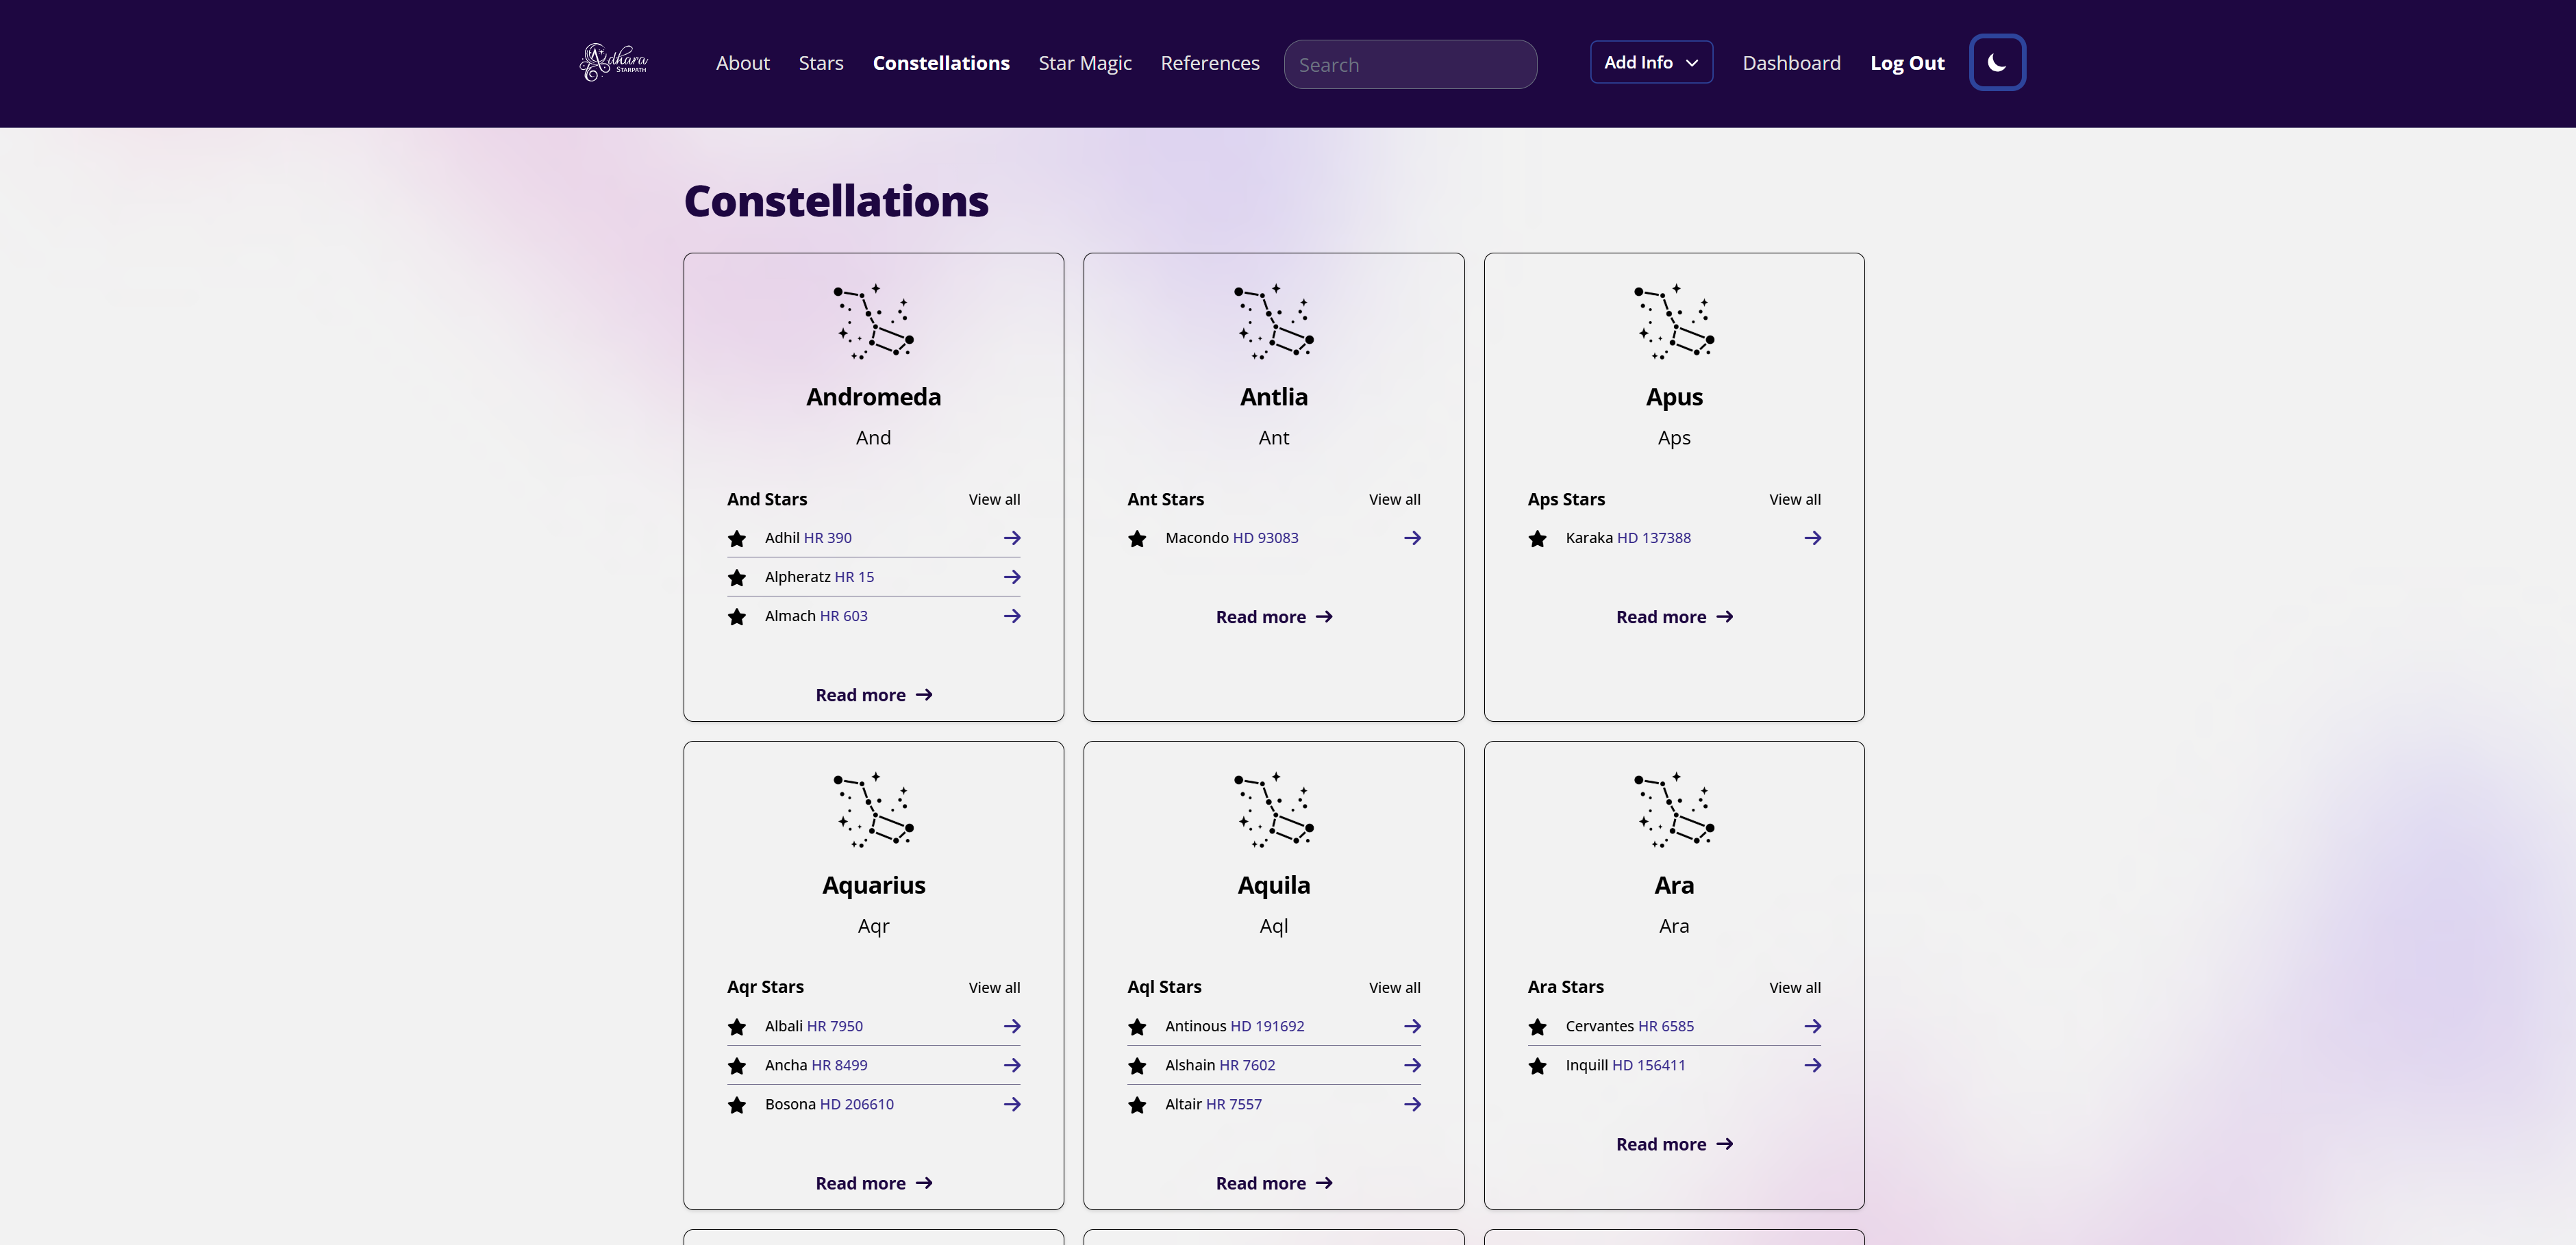 Adhara
STARPATH
About Stars Constellations Star Magic References Search Add Info Dashboard Log Out
Constellations
Andromeda
And
And Stars View all
Adhil HR 390
Alpheratz HR 15
Almach HR 603
Read more
Antlia
Ant
Ant Stars View all
Macondo HD 93083
Read more
Apus
Aps
Aps Stars View all
Karaka HD 137388
Read more
Aquarius
Aqr
Aqr Stars View all
Albali HR 7950
Ancha HR 8499
Bosona HD 206610
Read more
Aquila
Aql
Aql Stars View all
Antinous HD 191692
Alshain HR 7602
Altair HR 7557
Read more
Ara
Ara
Ara Stars View all
Cervantes HR 6585
Inquill HD 156411
Read more